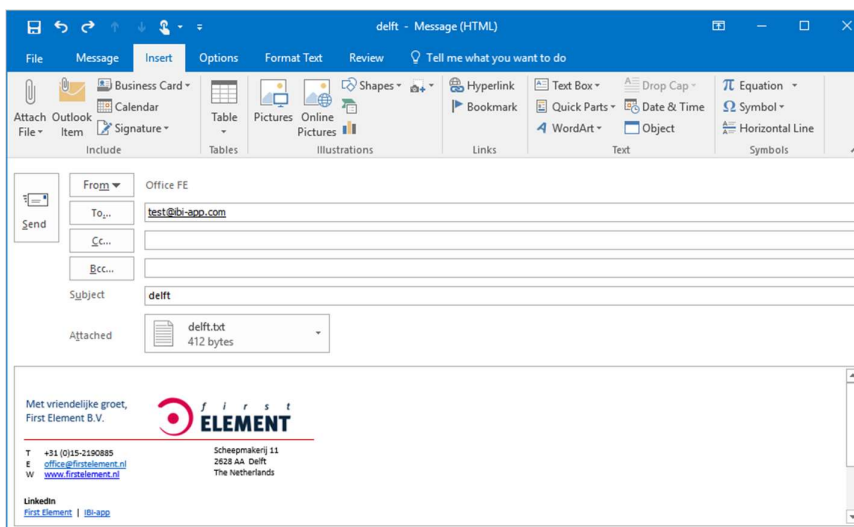 delft - Message (HTML)
File Message Insert Options Format Text Review Tell me what you want to do
Attach File
Outlook Item
Business Card
Calendar
Signature
Include
Table
Tables
Pictures
Online Pictures
Shapes
Illustrations
Hyperlink
Bookmark
Links
Text Box
Quick Parts
WordArt
Drop Cap
Date & Time
Object
Text
Equation
Symbol
Horizontal Line
Symbols
Send
From Office FE
To... test@ibi-app.com
Cc...
Bcc...
Subject delft
Attached delft.txt
412 bytes
Met vriendelijke groet,
First Element B.V.
first
ELEMENT
T +31 (0)15-2190885
E office@firstelement.nl
W www.firstelement.nl
Scheepmakerij 11
2628 AA Delft
The Netherlands
LinkedIn
First Element | IBI-app